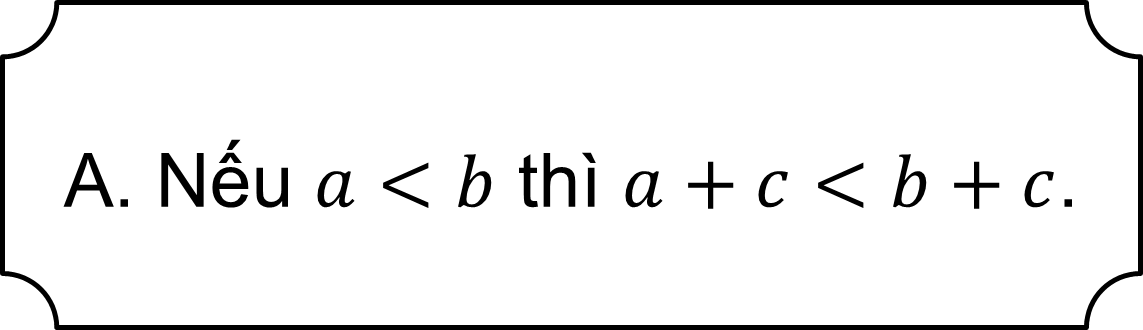 A. Nếu a < b thì a + c < b + c.